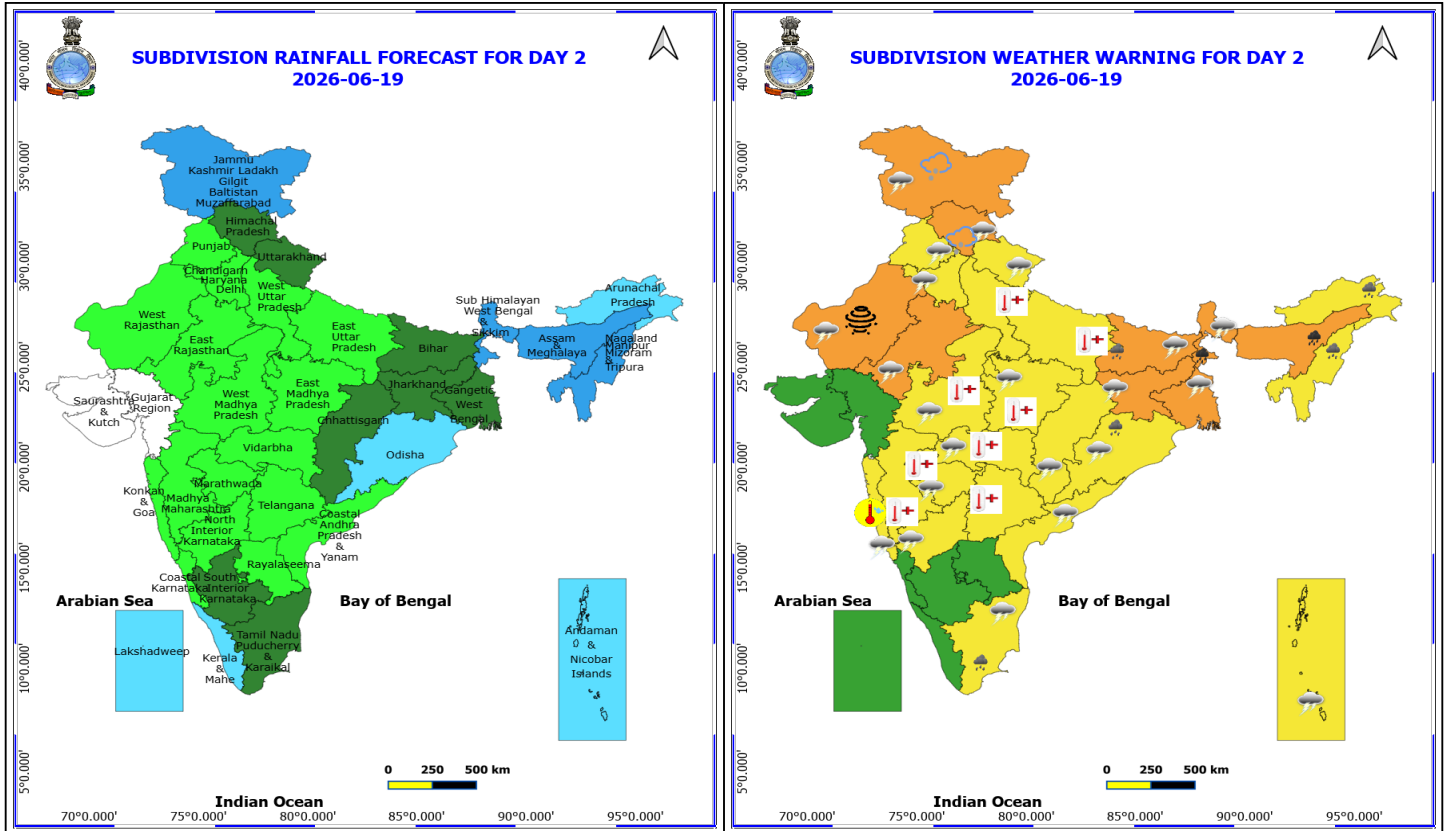 SUBDIVISION RAINFALL FORECAST FOR DAY 2
2026-06-19
40°0.000'
35°0.000'
30°0.000'
25°0.000'
20°0.000'
15°0.000'
10°0.000'
5°0.000'
Jammu
Kashmir Ladakh
Gilgit
Baltistan
Muzaffarabad
Himachal
Pradesh
Punjab
Uttarakhand
Chandigarh
Haryana
Delhi
West
Uttar
Pradesh
West
Rajasthan
East
Rajasthan
East
Uttar
Pradesh
Sub Himalayan
West Bengal
&
Sikkim
Arunachal
Pradesh
Assam
&
Meghalaya
Nagaland
Manipur
Mizoram
&
Tripura
Bihar
Jharkhand
Gangetic
West
Bengal
Saurashtra
&
Kutch
Gujarat
Region
West
Madhya
Pradesh
East
Madhya
Pradesh
Chhattisgarh
Vidarbha
Odisha
Konkan
&
Goa
Madhya
Maharashtra
Marathwada
Telangana
North
Interior
Karnataka
Coastal
Andhra
Pradesh
&
Yanam
Rayalaseema
Coastal
Karnataka
South
Interior
Karnataka
Arabian Sea
Bay of Bengal
Lakshadweep
Kerala
&
Mahe
Tamil Nadu
Puducherry
&
Karaikal
Andaman
&
Nicobar
Islands
0 250 500 km
Indian Ocean
70°0.000' 75°0.000' 80°0.000' 85°0.000' 90°0.000' 95°0.000'
SUBDIVISION WEATHER WARNING FOR DAY 2
2026-06-19
40°0.000'
35°0.000'
30°0.000'
25°0.000'
20°0.000'
15°0.000'
10°0.000'
5°0.000'
Arabian Sea
Bay of Bengal
0 250 500 km
Indian Ocean
70°0.000' 75°0.000' 80°0.000' 85°0.000' 90°0.000' 95°0.000'